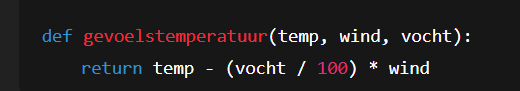 def gevoelstemperatuur(temp, wind, vocht):
    return temp - (vocht / 100) * wind